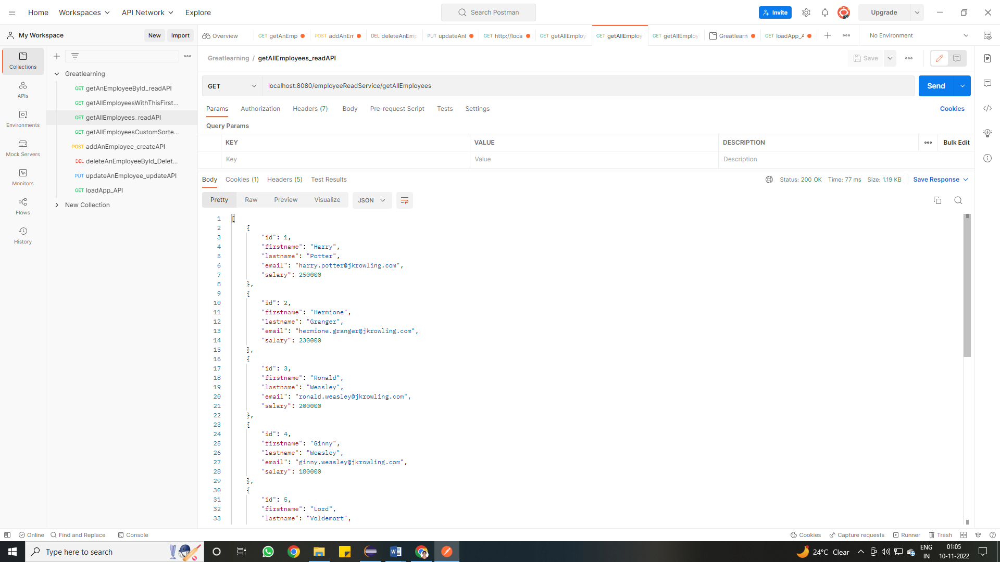 Home Workspaces API Network Explore Search Postman Invite Upgrade
My Workspace New Import Overview GET getAnEmp POST addAnEm DEL deleteAnEmp PUT updateAnE GET http://loca GET getAllEmploy GET getAllEmploy GET getAllEmploy Greatlearn GET loadApp_A No Environment
Collections
APIs
Environments
Mock Servers
Monitors
Flows
History
Greatlearning
GET getAnEmployeeById_readAPI
GET getAllEmployeesWithThisFirst...
GET getAllEmployees_readAPI
GET getAllEmployeesCustomSorte...
POST addAnEmployee_createAPI
DEL deleteAnEmployeeById_Delet...
PUT updateAnEmployee_updateAPI
GET loadApp_API
New Collection
Greatlearning / getAllEmployees_readAPI Save
GET localhost:8080/employeeReadService/getAllEmployees Send
Params Authorization Headers (7) Body Pre-request Script Tests Settings Cookies
Query Params
KEY VALUE DESCRIPTION Bulk Edit
Key Value Description
Body Cookies (1) Headers (5) Test Results Status: 200 OK Time: 77 ms Size: 1.19 KB Save Response
Pretty Raw Preview Visualize JSON
1 [
2 {
3 "id": 1,
4 "firstname": "Harry",
5 "lastname": "Potter",
6 "email": "harry.potter@jkrowling.com",
7 "salary": 250000
8 },
9 {
10 "id": 2,
11 "firstname": "Hermione",
12 "lastname": "Granger",
13 "email": "hermione.granger@jkrowling.com",
14 "salary": 230000
15 },
16 {
17 "id": 3,
18 "firstname": "Ronald",
19 "lastname": "Weasley",
20 "email": "ronald.weasley@jkrowling.com",
21 "salary": 200000
22 },
23 {
24 "id": 4,
25 "firstname": "Ginny",
26 "lastname": "Weasley",
27 "email": "ginny.weasley@jkrowling.com",
28 "salary": 180000
29 },
30 {
31 "id": 5,
32 "firstname": "Lord",
33 "lastname": "Voldemort",
Online Find and Replace Console Cookies Capture requests Runner Trash
Type here to search 24°C Clear ENG 01:05
IN 10-11-2022